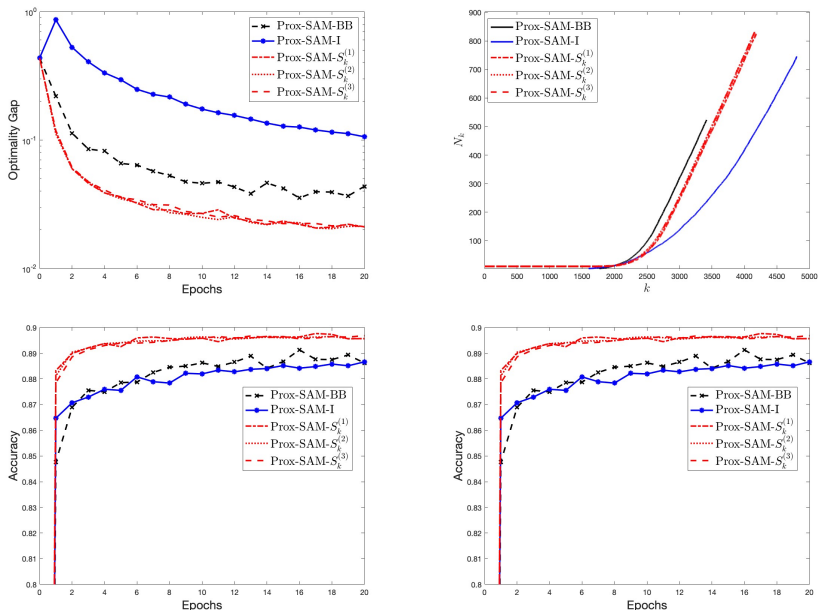 Optimality Gap
10^0
10^-1
10^-2
0 2 4 6 8 10 12 14 16 18 20
Epochs
Prox-SAM-BB
Prox-SAM-I
Prox-SAM-S_k^(1)
Prox-SAM-S_k^(2)
Prox-SAM-S_k^(3)
N_k
900
800
700
600
500
400
300
200
100
0 500 1000 1500 2000 2500 3000 3500 4000 4500 5000
k
Prox-SAM-BB
Prox-SAM-I
Prox-SAM-S_k^(1)
Prox-SAM-S_k^(2)
Prox-SAM-S_k^(3)
Accuracy
0.9
0.89
0.88
0.87
0.86
0.85
0.84
0.83
0.82
0.81
0.8
0 2 4 6 8 10 12 14 16 18 20
Epochs
Prox-SAM-BB
Prox-SAM-I
Prox-SAM-S_k^(1)
Prox-SAM-S_k^(2)
Prox-SAM-S_k^(3)
Accuracy
0.9
0.89
0.88
0.87
0.86
0.85
0.84
0.83
0.82
0.81
0.8
0 2 4 6 8 10 12 14 16 18 20
Epochs
Prox-SAM-BB
Prox-SAM-I
Prox-SAM-S_k^(1)
Prox-SAM-S_k^(2)
Prox-SAM-S_k^(3)